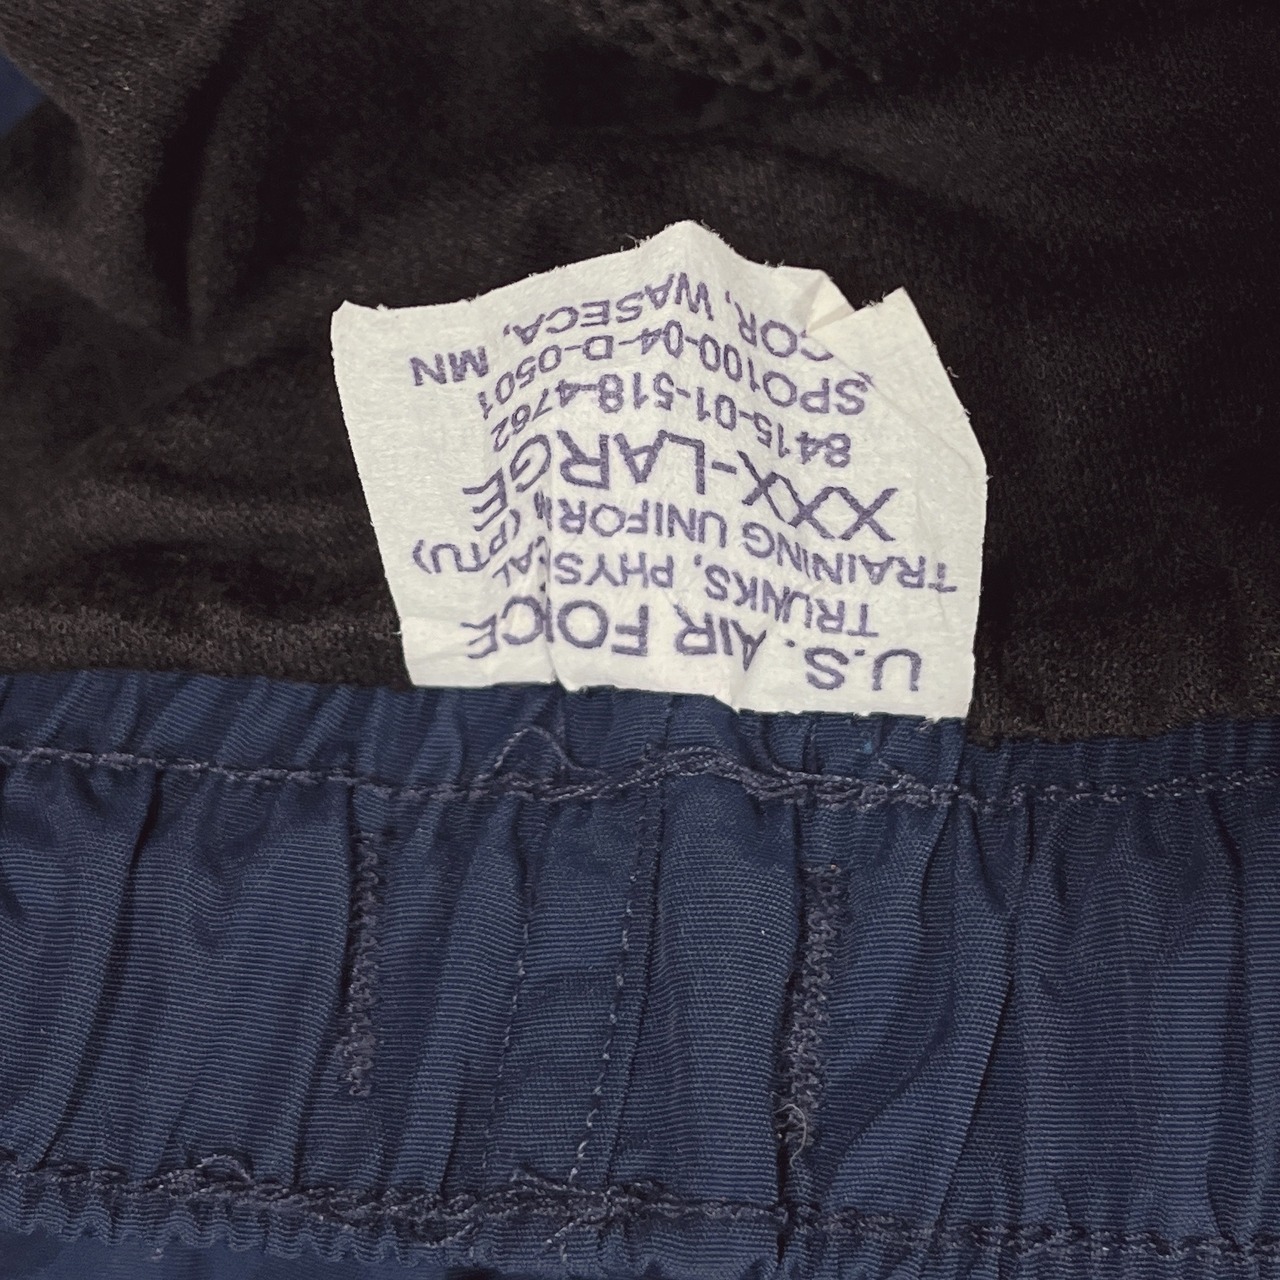 U.S. AIR FORCE
TRUNKS, PHYSICAL
TRAINING UNIFORM (PTU)
XXX-LARGE
8415-01-518-4762
SPO100-04-D-0501
COR, WASECA, MN